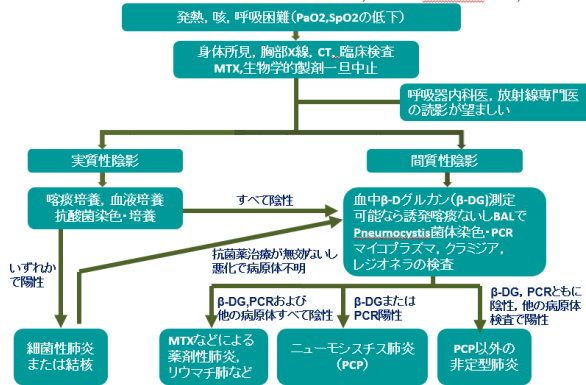 発熱, 咳, 呼吸困難(PaO2,SpO2の低下)
身体所見, 胸部X線, CT, 臨床検査
MTX,生物学的製剤一旦中止
呼吸器内科医, 放射線専門医
の読影が望ましい
実質性陰影
間質性陰影
喀痰培養, 血液培養
抗酸菌染色・培養
すべて陰性
血中β-Dグルカン(β-DG)測定
可能なら誘発喀痰ないしBALで
Pneumocystis菌体染色・PCR
マイコプラズマ, クラミジア,
レジオネラの検査
いずれか
で陽性
抗菌薬治療が無効ないし
悪化で病原体不明
β-DG,PCRおよび
他の病原体すべて陰性
β-DGまたは
PCR陽性
β-DG, PCRともに
陰性, 他の病原体
検査で陽性
細菌性肺炎
または結核
MTXなどによる
薬剤性肺炎,
リウマチ肺など
ニューモシスチス肺炎
(PCP)
PCP以外の
非定型肺炎